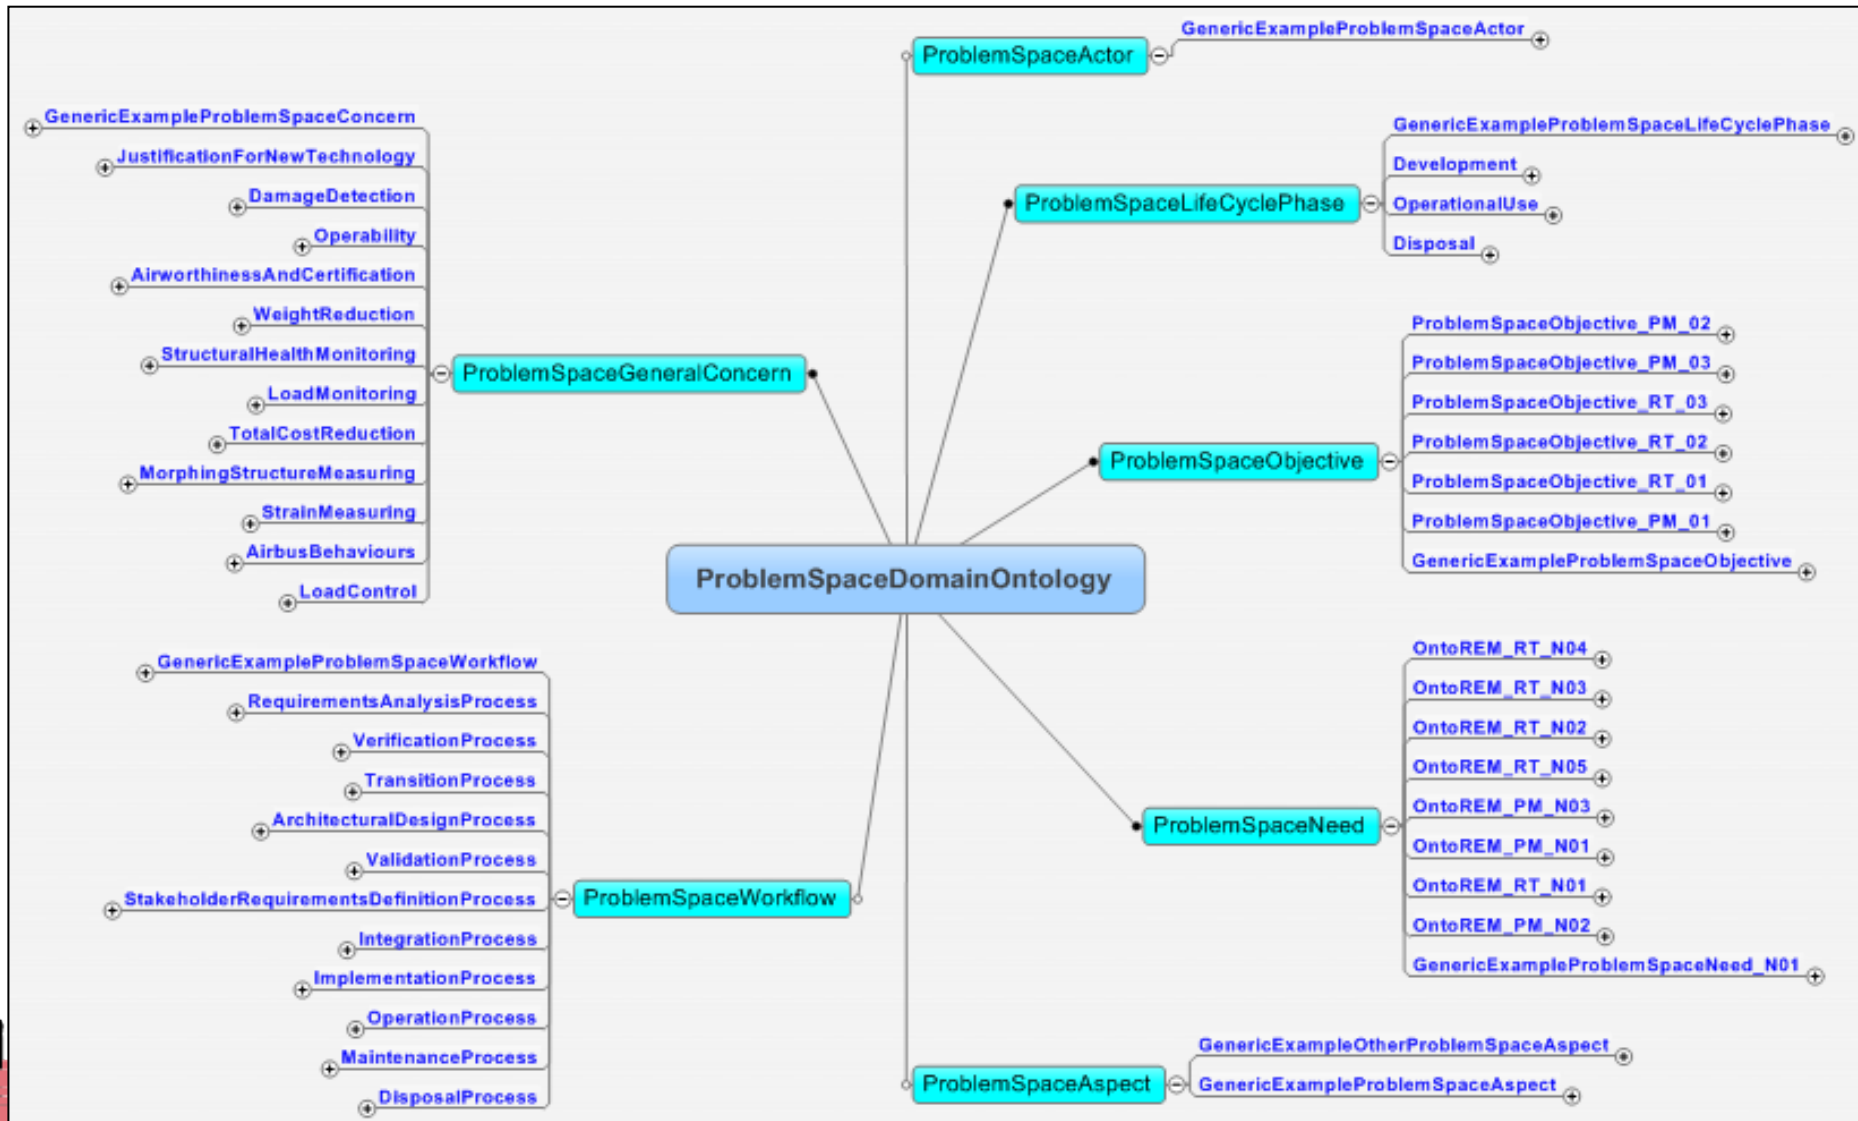 ProblemSpaceDomainOntology
ProblemSpaceActor
GenericExampleProblemSpaceActor
ProblemSpaceLifeCyclePhase
GenericExampleProblemSpaceLifeCyclePhase
Development
OperationalUse
Disposal
ProblemSpaceObjective
ProblemSpaceObjective_PM_02
ProblemSpaceObjective_PM_03
ProblemSpaceObjective_RT_03
ProblemSpaceObjective_RT_02
ProblemSpaceObjective_RT_01
ProblemSpaceObjective_PM_01
GenericExampleProblemSpaceObjective
ProblemSpaceNeed
OntoREM_RT_N04
OntoREM_RT_N03
OntoREM_RT_N02
OntoREM_RT_N05
OntoREM_PM_N03
OntoREM_PM_N01
OntoREM_RT_N01
OntoREM_PM_N02
GenericExampleProblemSpaceNeed_N01
ProblemSpaceAspect
GenericExampleOtherProblemSpaceAspect
GenericExampleProblemSpaceAspect
ProblemSpaceGeneralConcern
GenericExampleProblemSpaceConcern
JustificationForNewTechnology
DamageDetection
Operability
AirworthinessAndCertification
WeightReduction
StructuralHealthMonitoring
LoadMonitoring
TotalCostReduction
MorphingStructureMeasuring
StrainMeasuring
AirbusBehaviours
LoadControl
ProblemSpaceWorkflow
GenericExampleProblemSpaceWorkflow
RequirementsAnalysisProcess
VerificationProcess
TransitionProcess
ArchitecturalDesignProcess
ValidationProcess
StakeholderRequirementsDefinitionProcess
IntegrationProcess
ImplementationProcess
OperationProcess
MaintenanceProcess
DisposalProcess